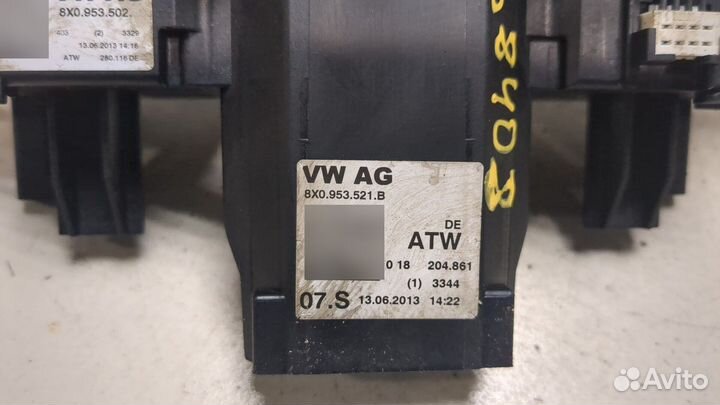 8X0.953.502.
403 (2) 3329
13.06.2013 14:16
ATW 280.116 DE
VW AG
8X0.953.521.B
DE
ATW
0 18 204.861
(1) 3344
07.S 13.06.2013 14:22
Avito